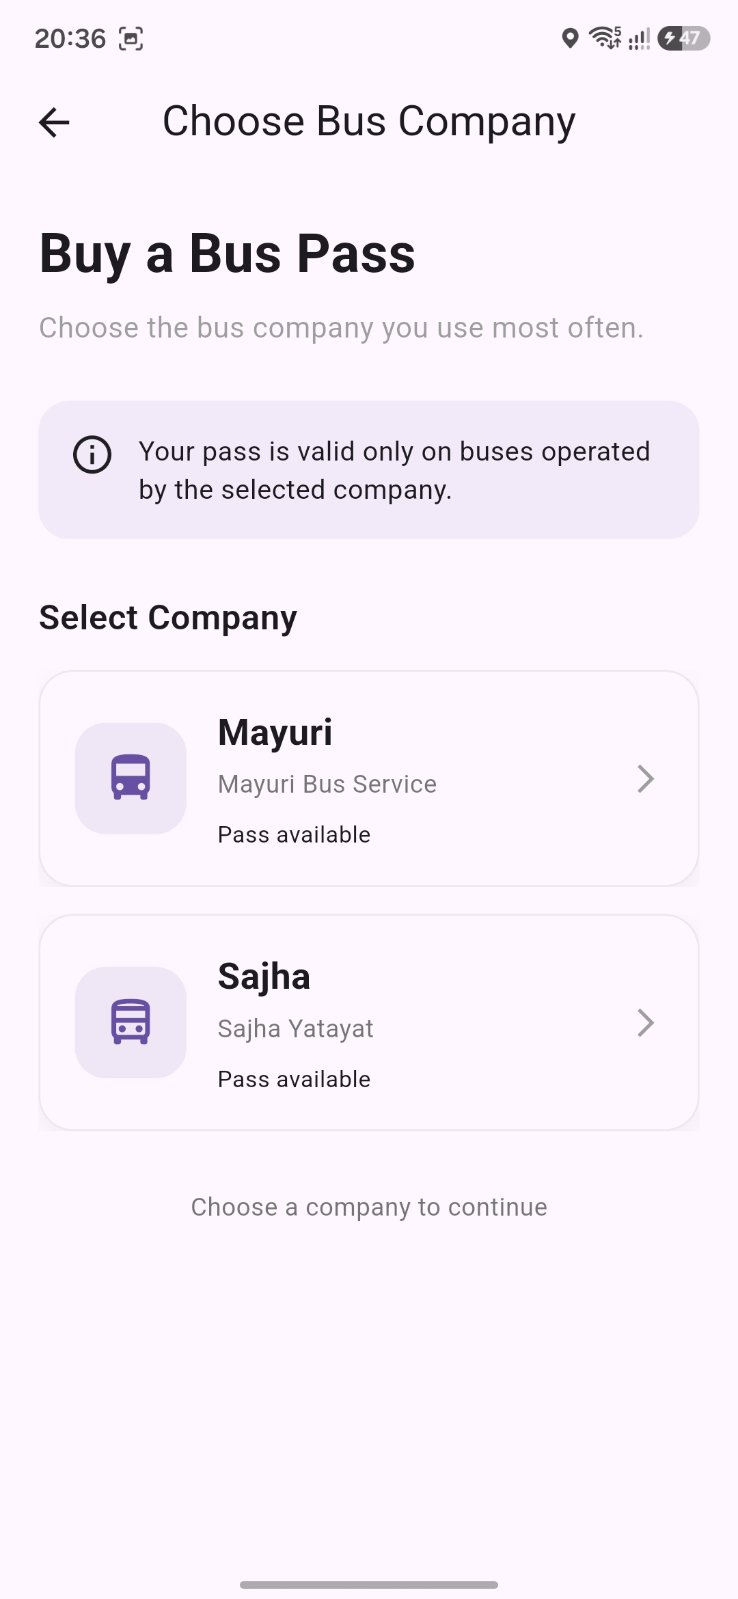 20:36
5
47
Choose Bus Company
Buy a Bus Pass
Choose the bus company you use most often.
Your pass is valid only on buses operated
by the selected company.
Select Company
Mayuri
Mayuri Bus Service
Pass available
Sajha
Sajha Yatayat
Pass available
Choose a company to continue